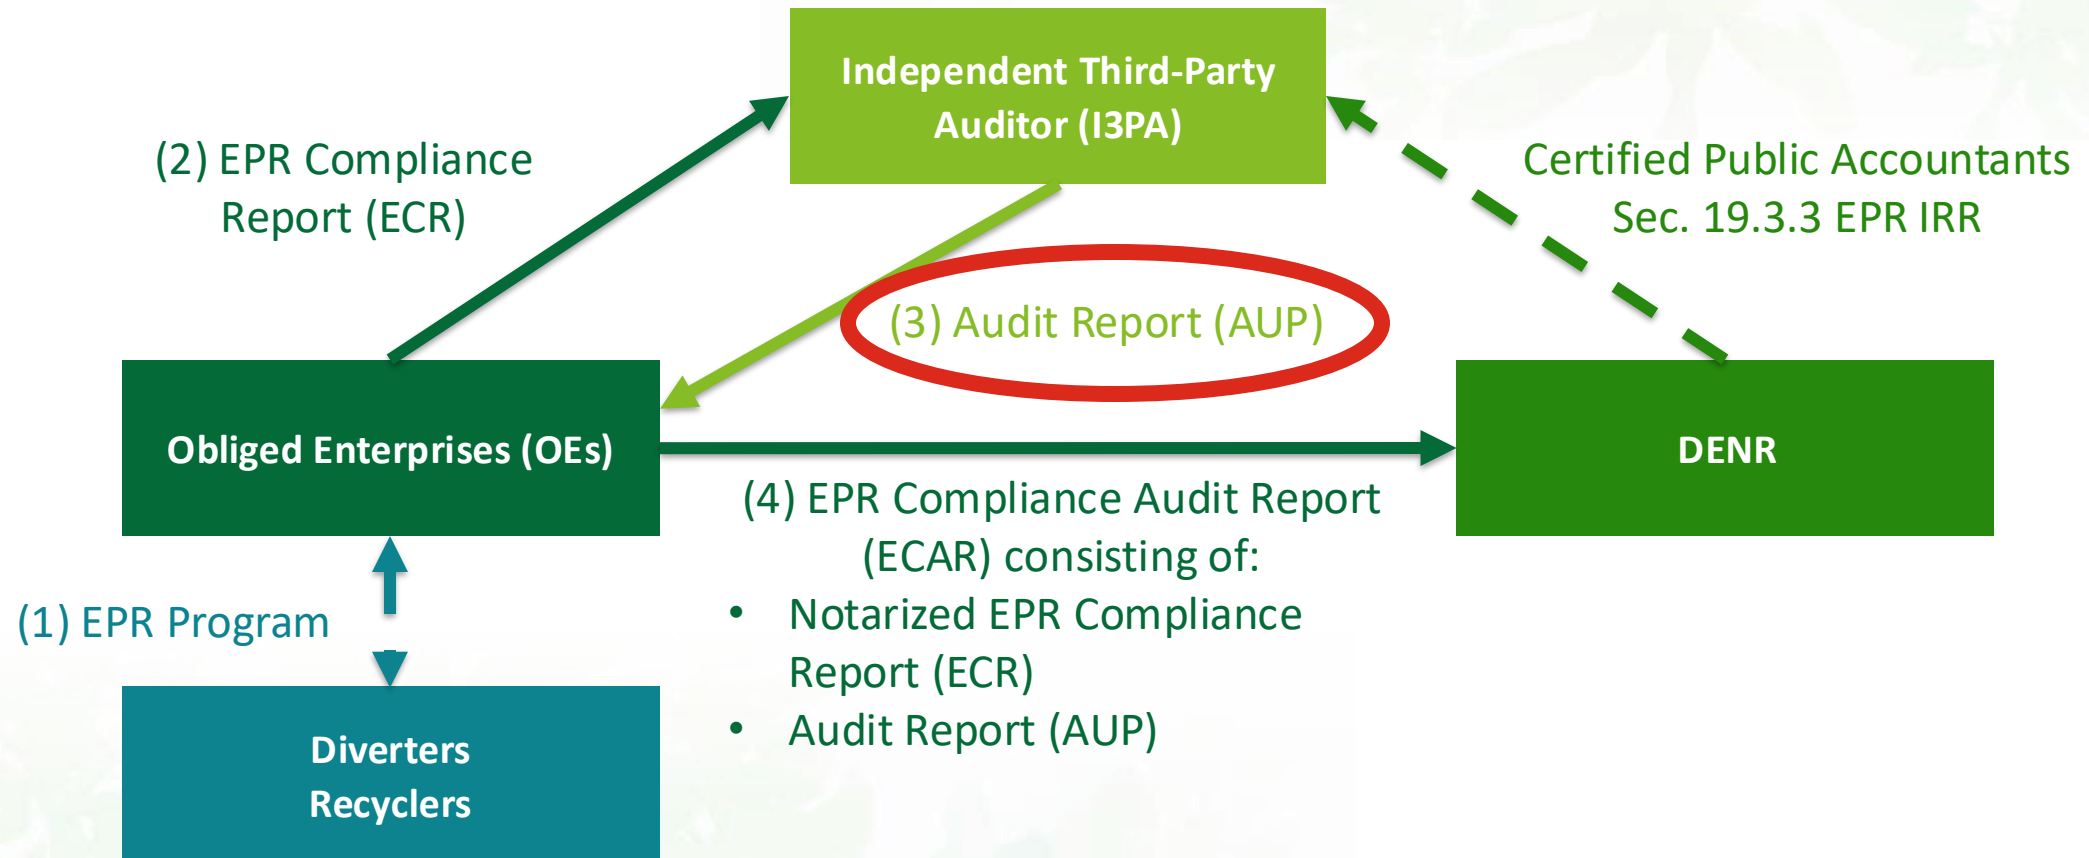 Independent Third-Party
Auditor (I3PA)
(2) EPR Compliance
Report (ECR)
Certified Public Accountants
Sec. 19.3.3 EPR IRR
(3) Audit Report (AUP)
Obliged Enterprises (OEs)
DENR
(4) EPR Compliance Audit Report
(ECAR) consisting of:
• Notarized EPR Compliance
Report (ECR)
• Audit Report (AUP)
(1) EPR Program
Diverters
Recyclers